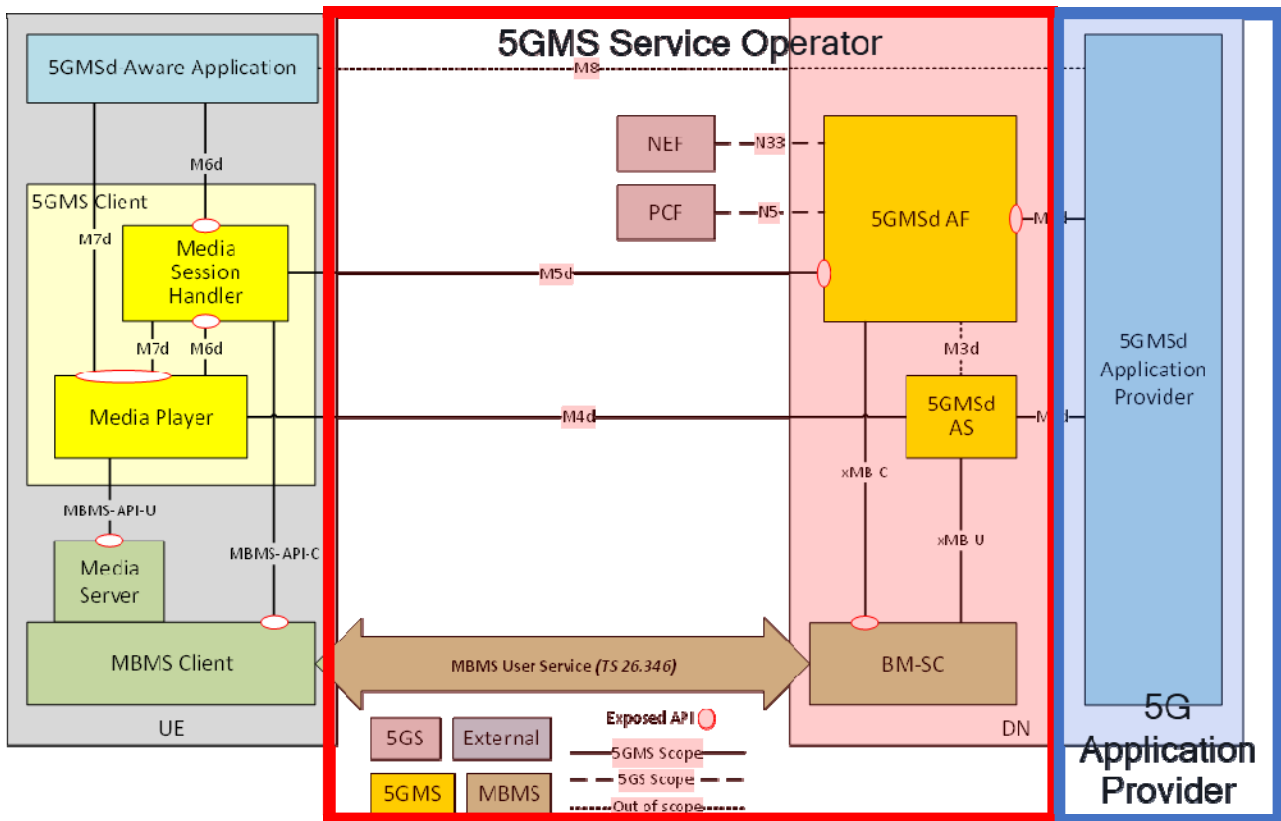 5GMS Service Operator
5GMSd Aware Application
M8
NEF
N33
M6d
5GMS Client
PCF
N5
5GMSd AF
M7d
Media
Session
Handler
M5d
M7d
M6d
M3d
5GMSd
Application
Provider
Media Player
M4d
5GMSd
AS
xMB-C
MBMS-API-U
xMB-U
MBMS-API-C
Media
Server
MBMS Client
MBMS User Service (TS 26.346)
BM-SC
UE
DN
5G
Application
Provider
5GS
External
Exposed API
5GMS Scope
5GS Scope
5GMS
MBMS
Out of scope